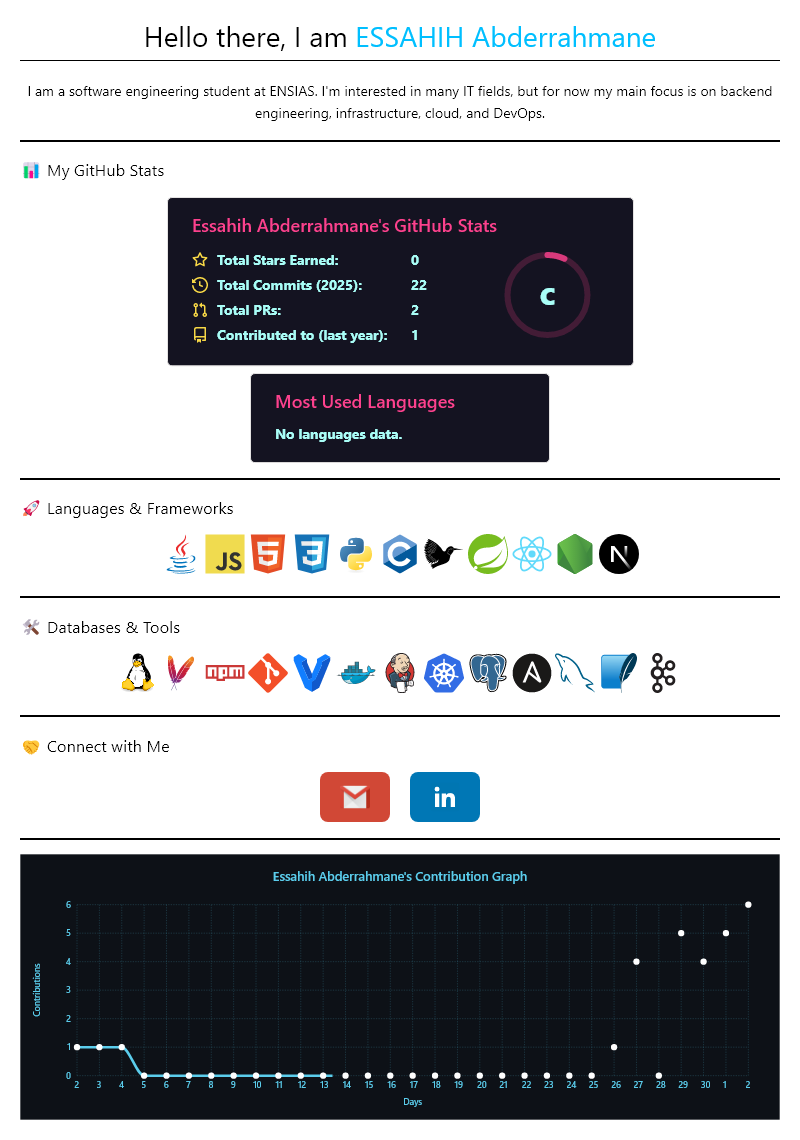 Hello there, I am ESSAHIH Abderrahmane
I am a software engineering student at ENSIAS. I'm interested in many IT fields, but for now my main focus is on backend
engineering, infrastructure, cloud, and DevOps.
My GitHub Stats
Essahih Abderrahmane's GitHub Stats
Total Stars Earned: 0
Total Commits (2025): 22
Total PRs: 2
Contributed to (last year): 1
C
Most Used Languages
No languages data.
Languages & Frameworks
JS
5
3
C
N
Databases & Tools
npm
A
Connect with Me
in
Essahih Abderrahmane's Contribution Graph
Contributions
6
5
4
3
2
1
0
2 3 4 5 6 7 8 9 10 11 12 13 14 15 16 17 18 19 20 21 22 23 24 25 26 27 28 29 30 1 2
Days